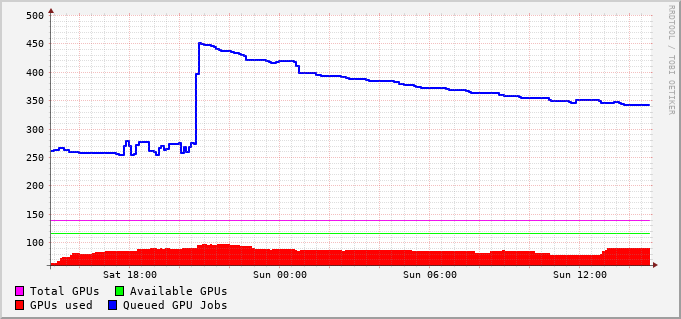 500
450
400
350
300
250
200
150
100
Sat 18:00 Sun 00:00 Sun 06:00 Sun 12:00
Total GPUs Available GPUs
GPUs used Queued GPU Jobs
RRDTOOL / TOBI OETIKER